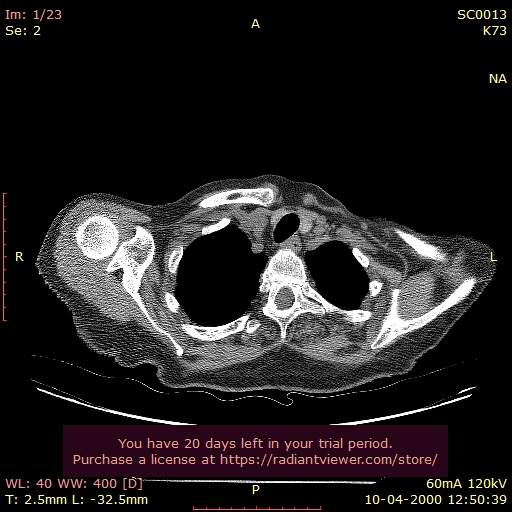 Im: 1/23
Se: 2
A
SC0013
K73
NA
R
L
You have 20 days left in your trial period.
Purchase a license at https://radiantviewer.com/store/
WL: 40 WW: 400 [D]
T: 2.5mm L: -32.5mm
P
60mA 120kV
10-04-2000 12:50:39